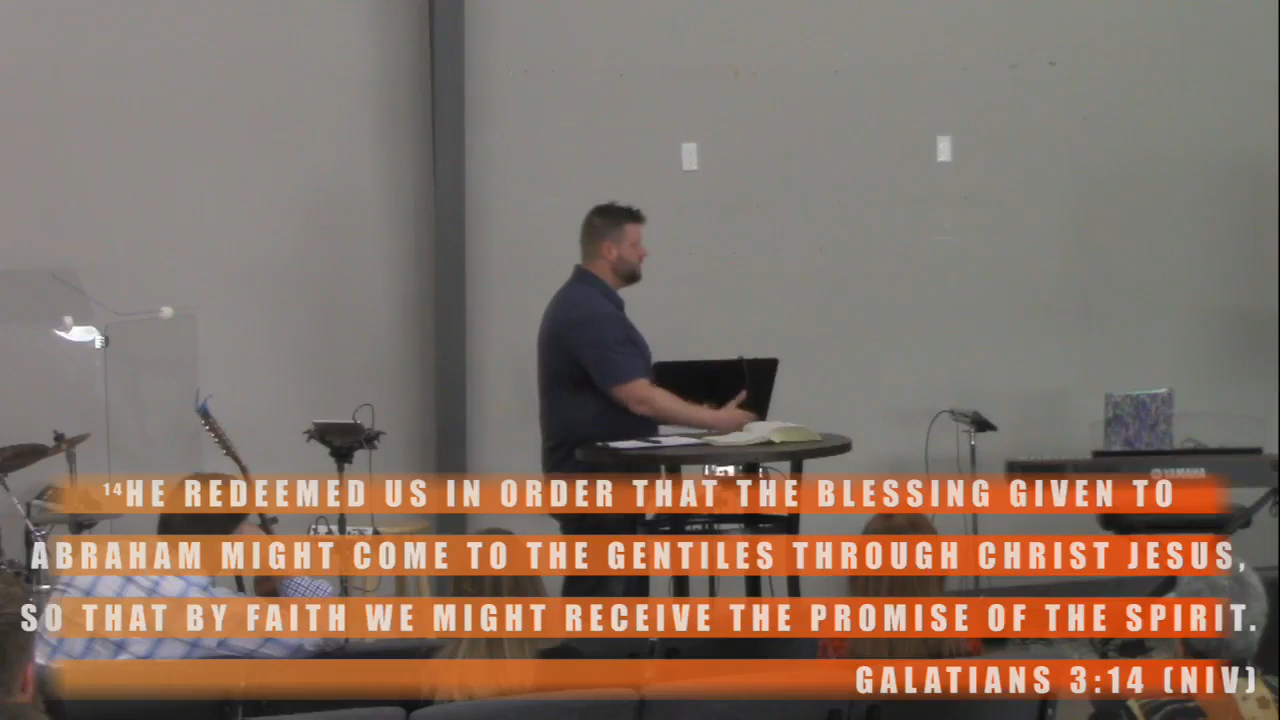 ¹⁴HE REDEEMED US IN ORDER THAT THE BLESSING GIVEN TO
ABRAHAM MIGHT COME TO THE GENTILES THROUGH CHRIST JESUS,
SO THAT BY FAITH WE MIGHT RECEIVE THE PROMISE OF THE SPIRIT.
GALATIANS 3:14 (NIV)
YAMAHA